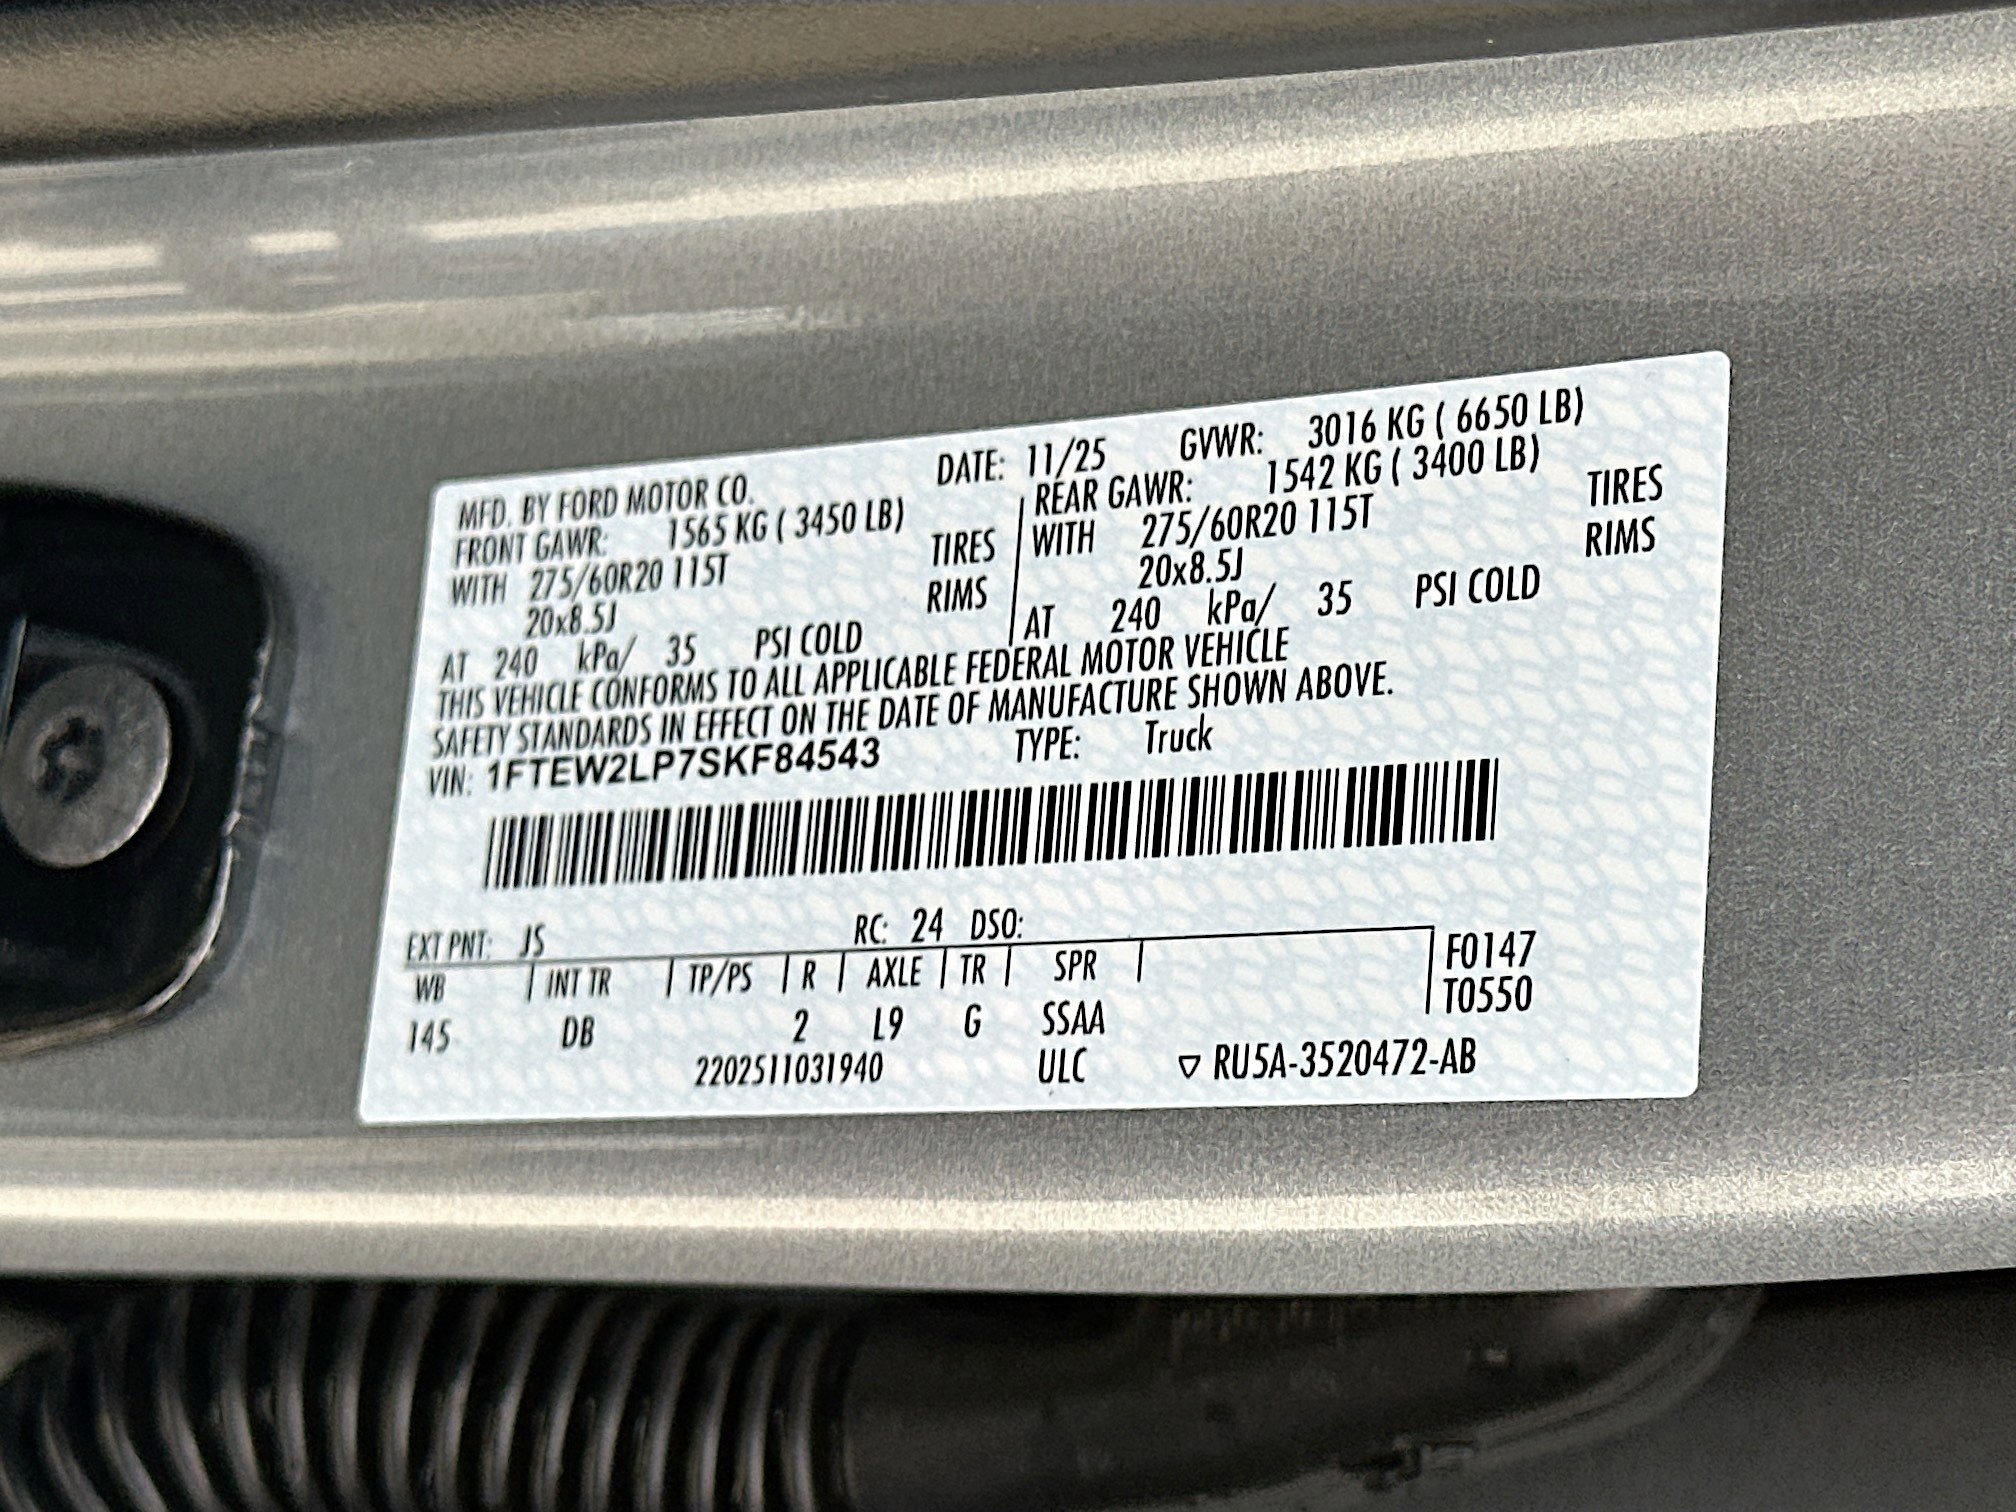 MFD. BY FORD MOTOR CO.
DATE: 11/25 GVWR: 3016 KG ( 6650 LB)
FRONT GAWR: 1565 KG ( 3450 LB)
WITH 275/60R20 115T TIRES
20x8.5J RIMS
AT 240 kPa/ 35 PSI COLD
REAR GAWR: 1542 KG ( 3400 LB)
WITH 275/60R20 115T TIRES
20x8.5J RIMS
AT 240 kPa/ 35 PSI COLD
THIS VEHICLE CONFORMS TO ALL APPLICABLE FEDERAL MOTOR VEHICLE
SAFETY STANDARDS IN EFFECT ON THE DATE OF MANUFACTURE SHOWN ABOVE.
VIN: 1FTEW2LP7SKF84543 TYPE: Truck
EXT PNT: JS RC: 24 DSO:
WB INT TR TP/PS R AXLE TR SPR F0147
T0550
145 DB 2 L9 G SSAA
2202511031940 ULC ▽ RU5A-3520472-AB